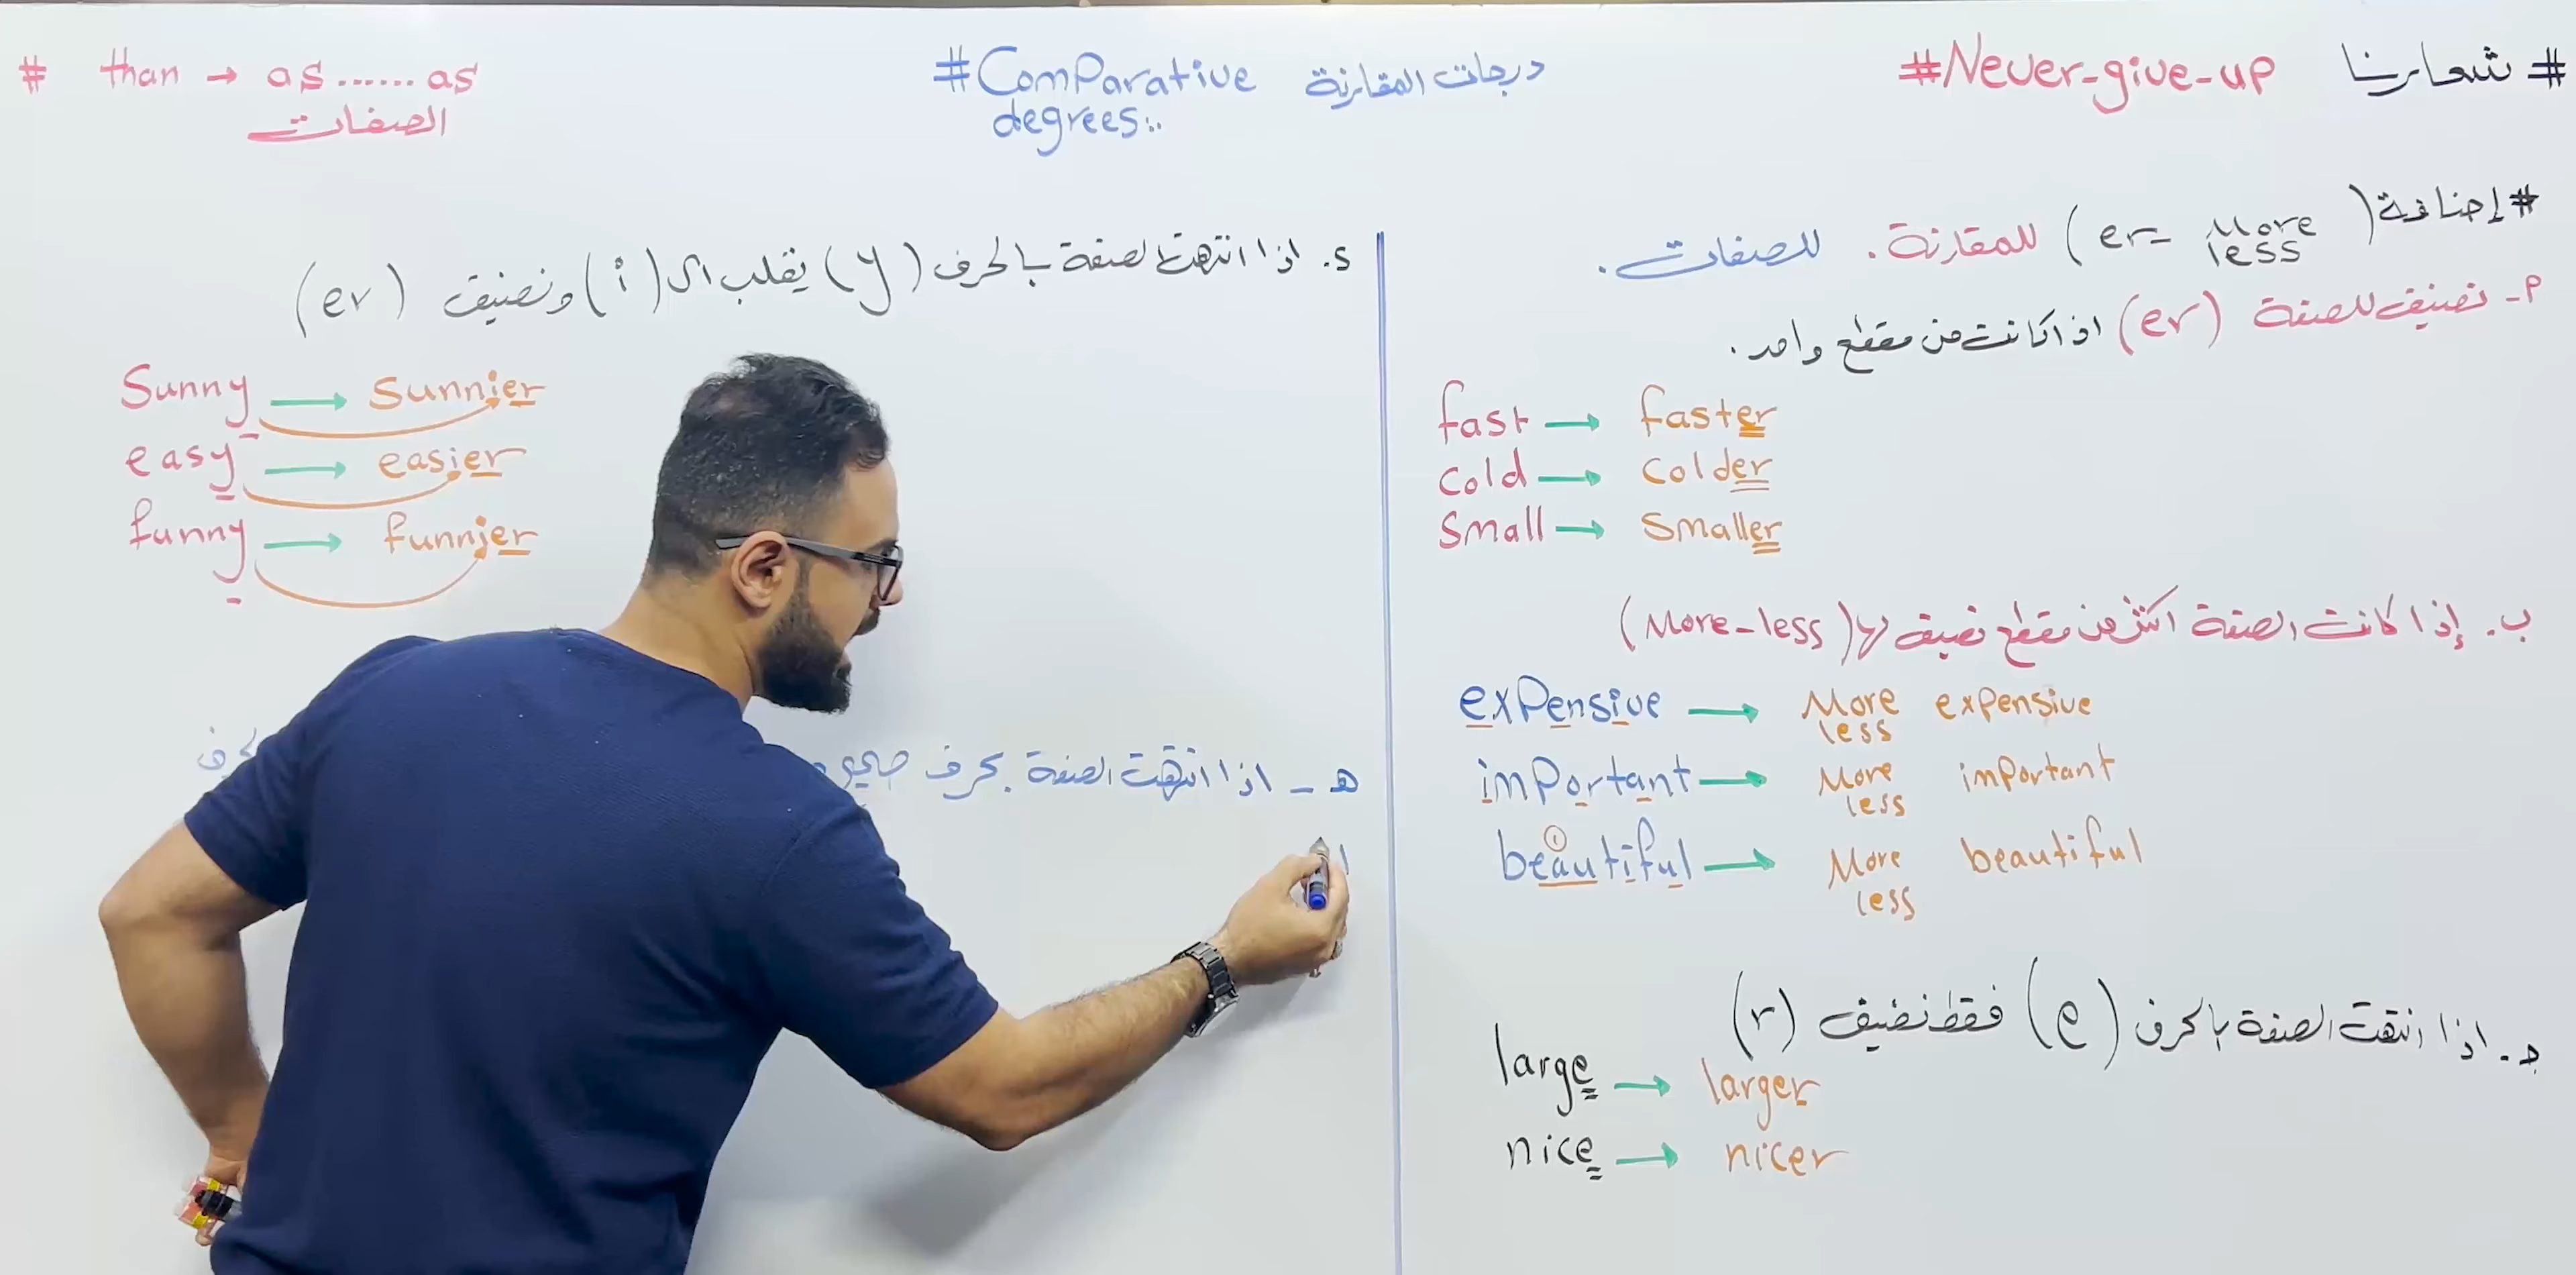 # شعارنا #Never-give-up
#Comparative درجات المقارنة
degrees:.
# than → as ...... as
الصفات
# إضافة (er- More less) للمقارنة. للصفات.
أ- نضيف للصفة (er) اذا كانت من مقطع واحد.
fast → faster
cold → colder
small → smaller
ب. إذا كانت الصفة اكثر من مقطع نضيف لها (More-less)
expensive → More less expensive
important → More less important
① beautiful → More less beautiful
جـ. اذا انتهت الصفة بالحرف (e) فقط نضيف (r)
large → larger
nice → nicer
د. اذا انتهت الصفة بالحرف (y) يقلب الى (i) ونضيف (er)
Sunny → sunnier
easy → easier
funny → funnier
هـ - اذا انتهت الصفة بحرف صحيح
ا